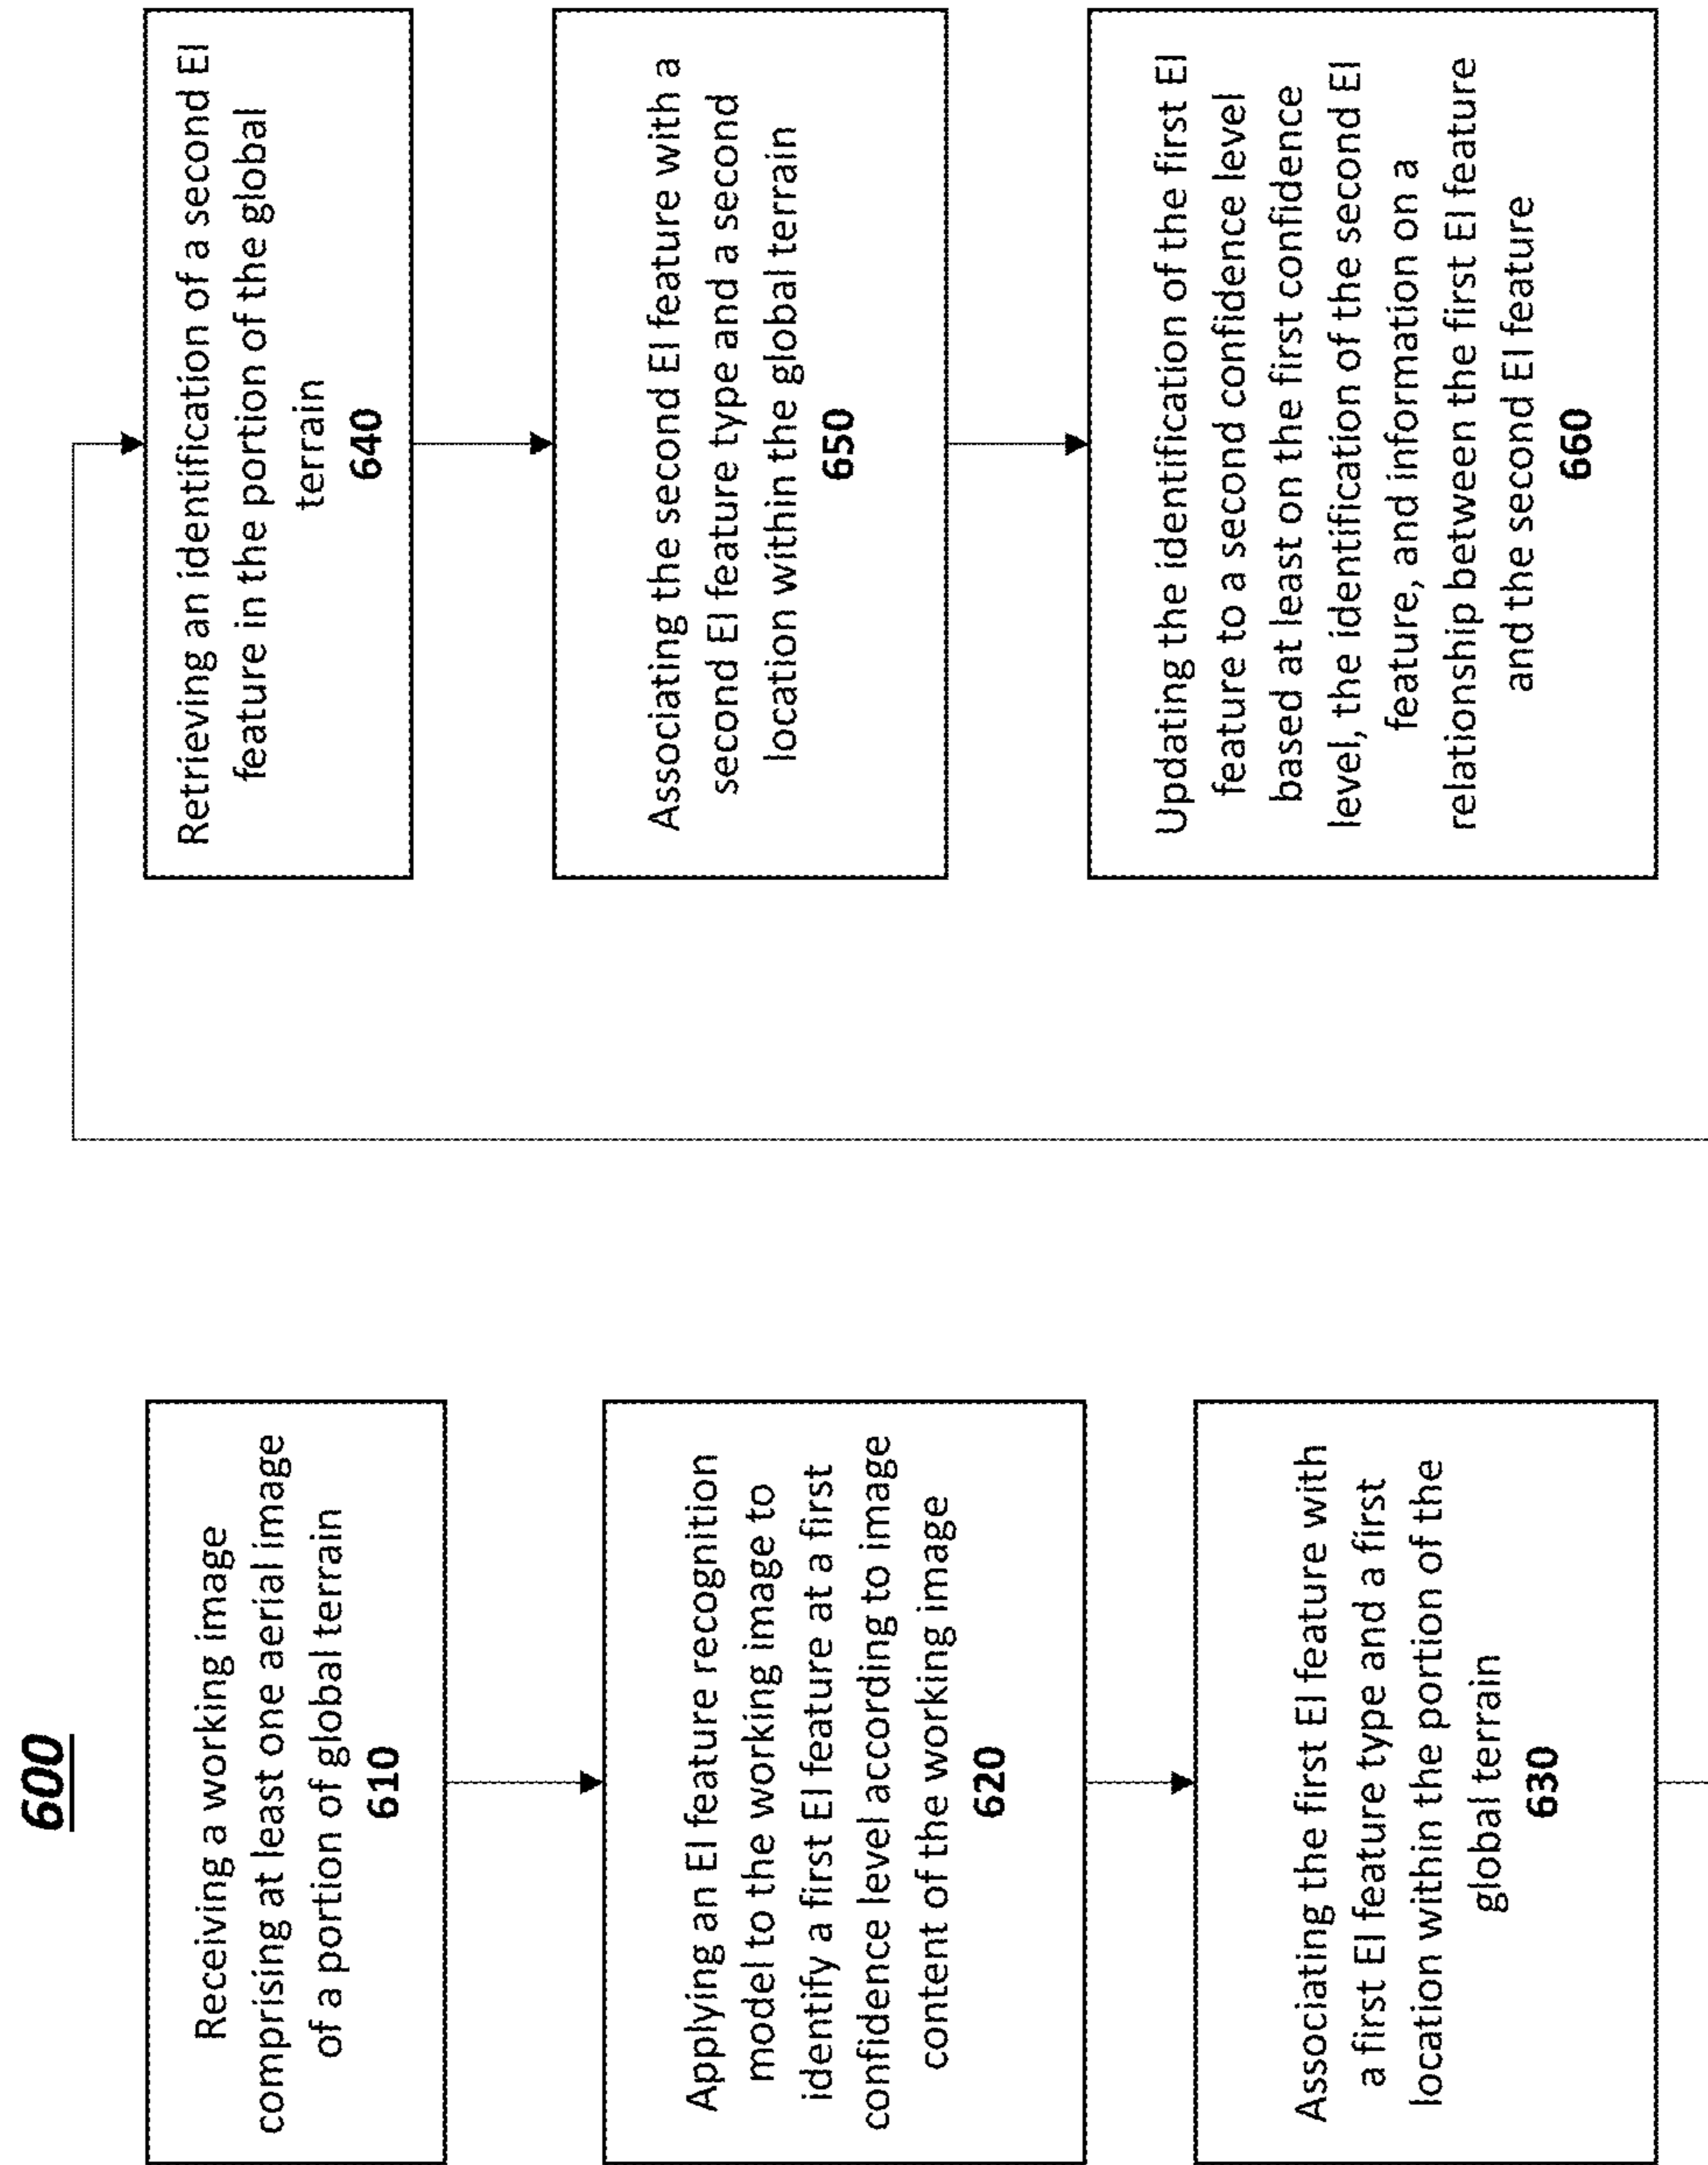 600
Receiving a working image
comprising at least one aerial image
of a portion of global terrain
610
Applying an EI feature recognition
model to the working image to
identify a first EI feature at a first
confidence level according to image
content of the working image
620
Associating the first EI feature with
a first EI feature type and a first
location within the portion of the
global terrain
630
Retrieving an identification of a second EI
feature in the portion of the global
terrain
640
Associating the second EI feature with a
second EI feature type and a second
location within the global terrain
650
Updating the identification of the first EI
feature to a second confidence level
based at least on the first confidence
level, the identification of the second EI
feature, and information on a
relationship between the first EI feature
and the second EI feature
660